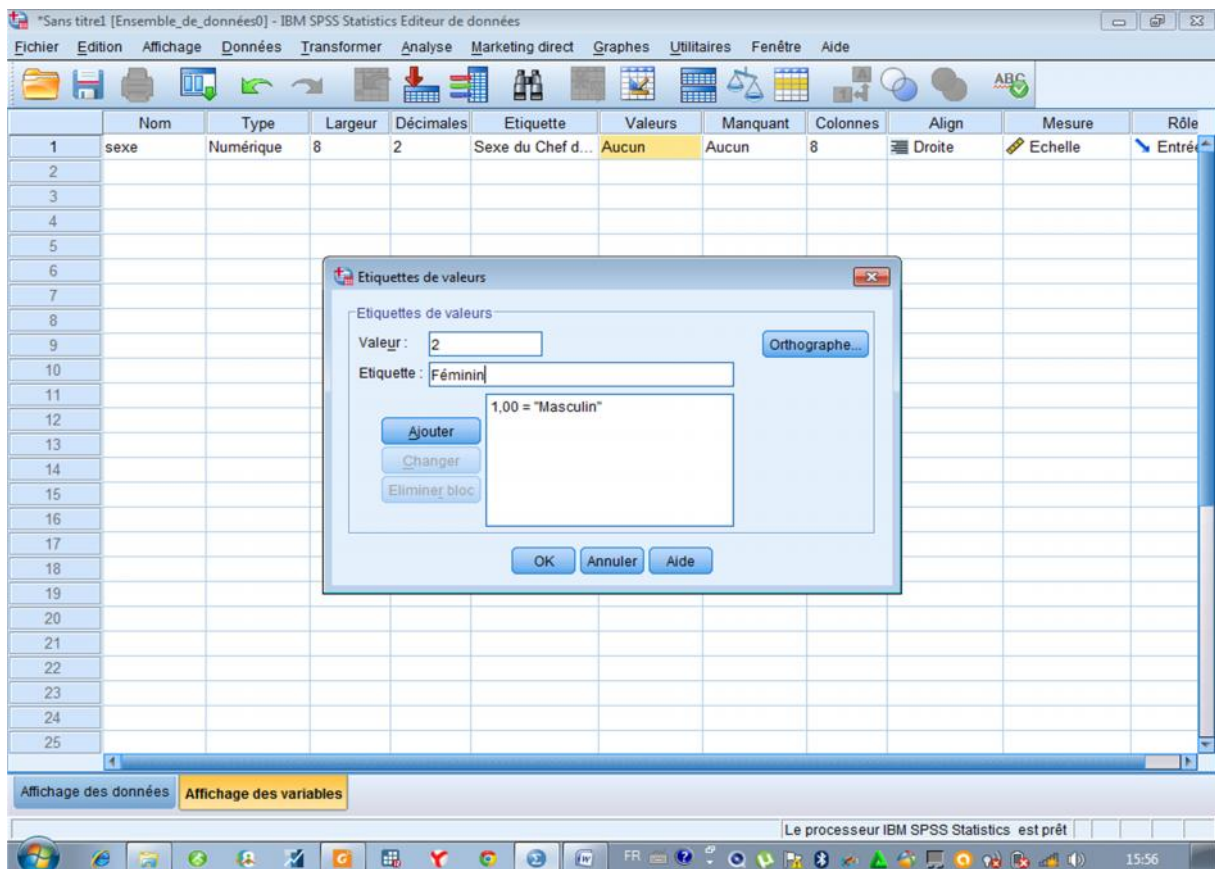 *Sans titre1 [Ensemble_de_données0] - IBM SPSS Statistics Editeur de données
Fichier Edition Affichage Données Transformer Analyse Marketing direct Graphes Utilitaires Fenêtre Aide
Nom Type Largeur Décimales Etiquette Valeurs Manquant Colonnes Align Mesure Rôle
1 sexe Numérique 8 2 Sexe du Chef d... Aucun Aucun 8 Droite Echelle Entrée
2
3
4
5
6
7
8
9
10
11
12
13
14
15
16
17
18
19
20
21
22
23
24
25
Etiquettes de valeurs
Etiquettes de valeurs
Valeur : 2
Orthographe...
Etiquette : Féminin
1,00 = "Masculin"
Ajouter
Changer
Eliminer bloc
OK Annuler Aide
Affichage des données Affichage des variables
Le processeur IBM SPSS Statistics est prêt
FR 15:56